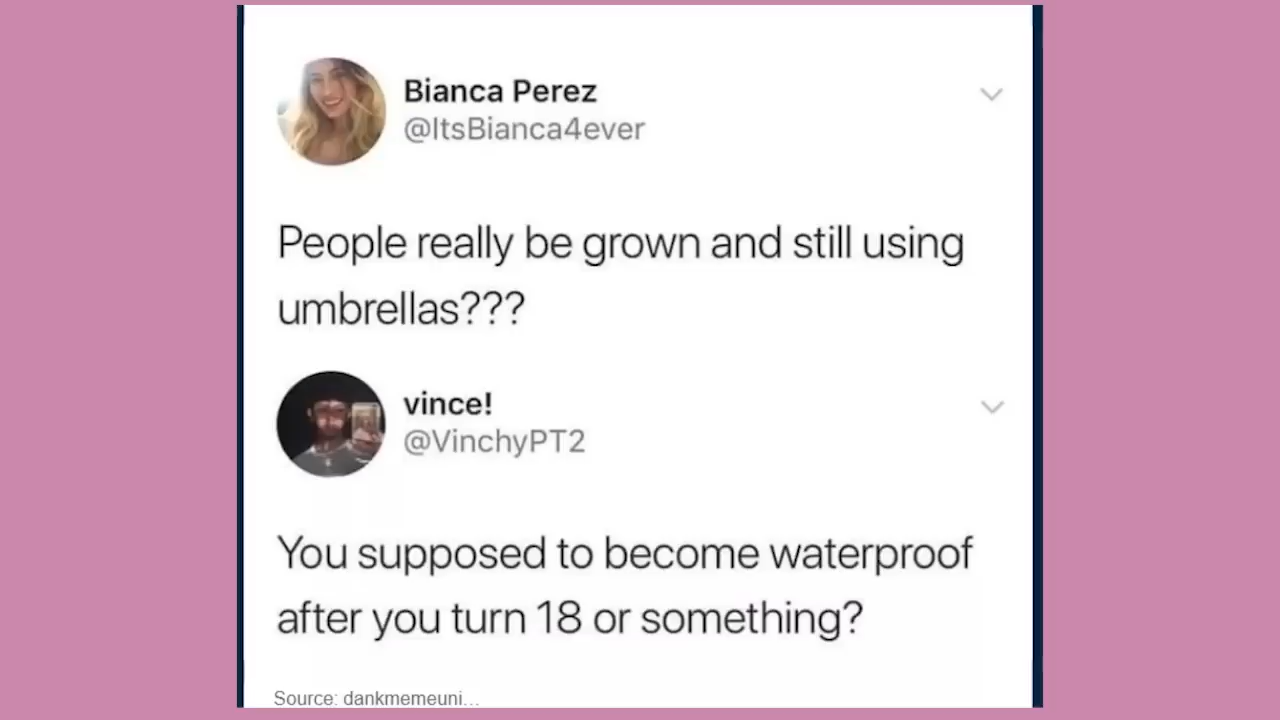 Bianca Perez
@ItsBianca4ever
People really be grown and still using
umbrellas???
vince!
@VinchyPT2
You supposed to become waterproof
after you turn 18 or something?
Source: dankmemeuni...